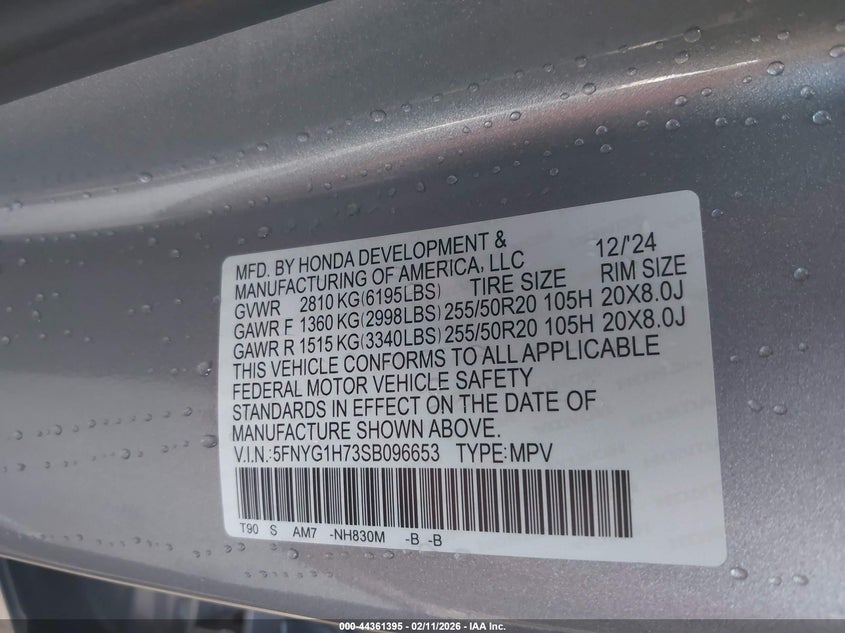 MFD. BY HONDA DEVELOPMENT & 12/'24
MANUFACTURING OF AMERICA, LLC
GVWR 2810 KG(6195LBS) TIRE SIZE RIM SIZE
GAWR F 1360 KG(2998LBS) 255/50R20 105H 20X8.0J
GAWR R 1515 KG(3340LBS) 255/50R20 105H 20X8.0J
THIS VEHICLE CONFORMS TO ALL APPLICABLE
FEDERAL MOTOR VEHICLE SAFETY
STANDARDS IN EFFECT ON THE DATE OF
MANUFACTURE SHOWN ABOVE.
V.I.N.:5FNYG1H73SB096653 TYPE:MPV
T90 S AM7 -NH830M -B -B
000-44361395 - 02/11/2026 - IAA Inc.